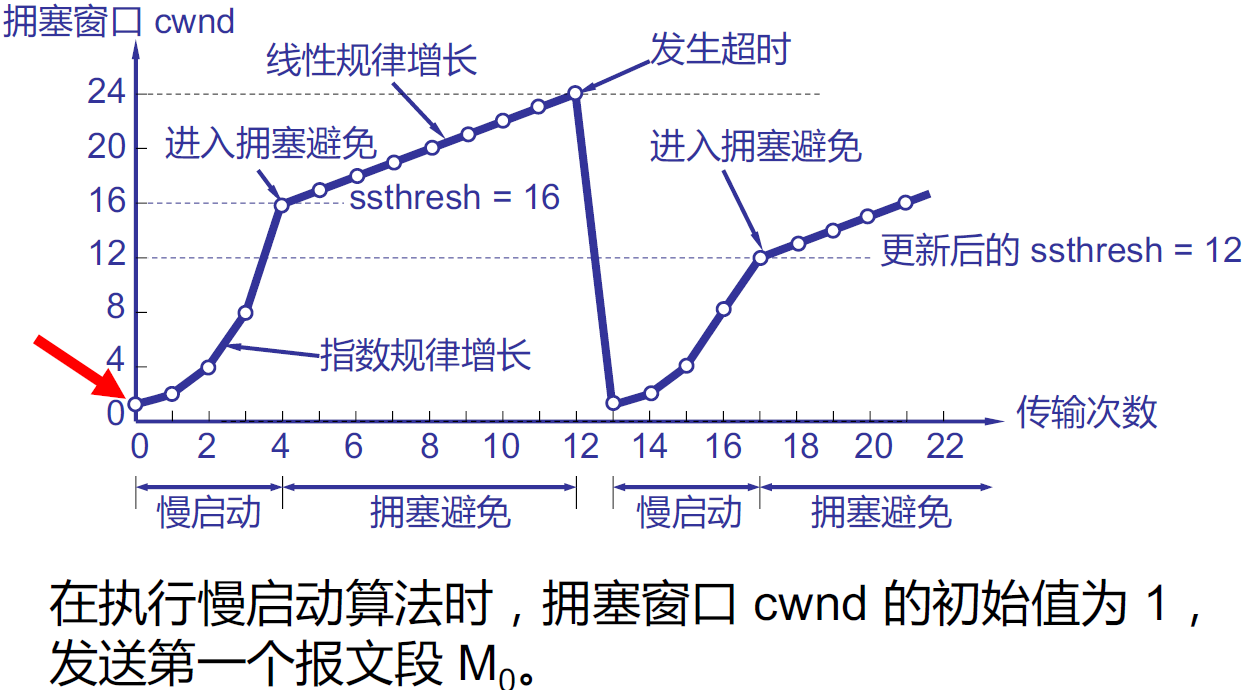 拥塞窗口 cwnd
线性规律增长
发生超时
24
进入拥塞避免
进入拥塞避免
20
16
ssthresh = 16
12
更新后的 ssthresh = 12
8
4
指数规律增长
0
传输次数
0 2 4 6 8 10 12 14 16 18 20 22
慢启动 拥塞避免 慢启动 拥塞避免
在执行慢启动算法时，拥塞窗口 cwnd 的初始值为 1，
发送第一个报文段 M₀。